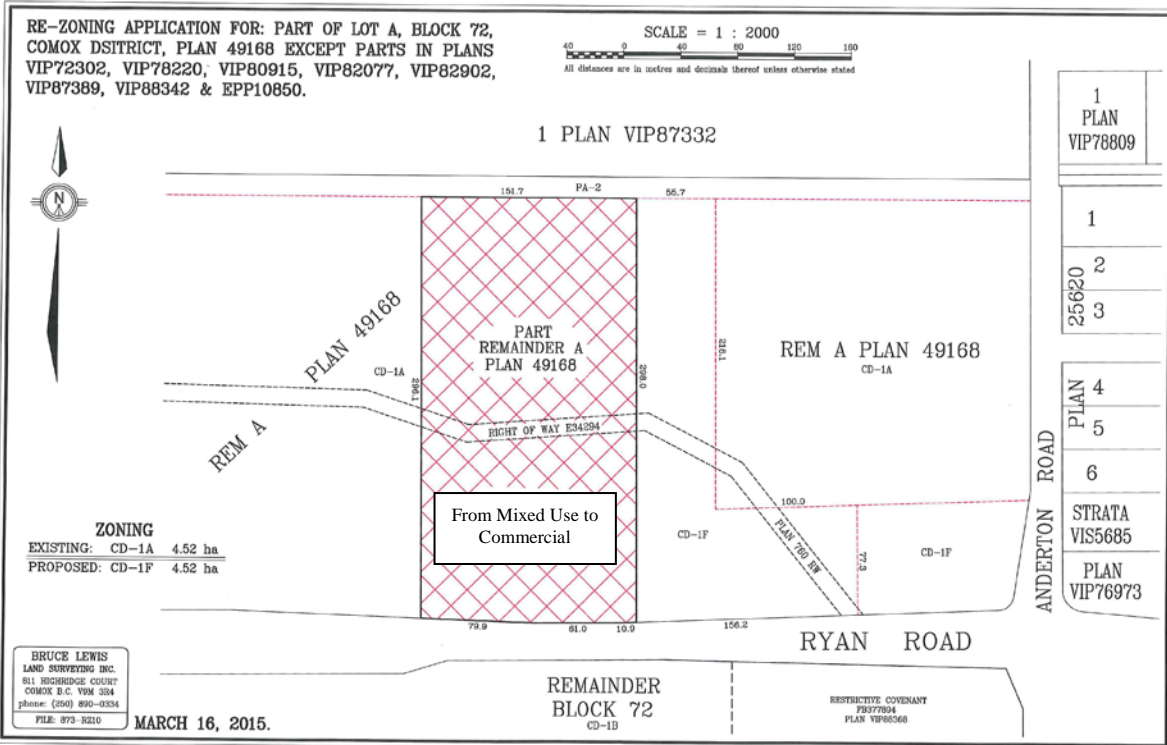 RE-ZONING APPLICATION FOR: PART OF LOT A, BLOCK 72,
COMOX DSITRICT, PLAN 49168 EXCEPT PARTS IN PLANS
VIP72302, VIP78220, VIP80915, VIP82077, VIP82902,
VIP87389, VIP88342 & EPP10850.
SCALE = 1 : 2000
40 0 40 80 120 160
All distances are in metres and decimals thereof unless otherwise stated
1
PLAN
VIP78809
1 PLAN VIP87332
N
151.7
PA-2
55.7
1
2
3
25620
PLAN 49168
CD-1A
296.1
PART
REMAINDER A
PLAN 49168
298.0
218.1
REM A PLAN 49168
CD-1A
REM A
RIGHT OF WAY E34294
PLAN
4
5
6
ANDERTON ROAD
From Mixed Use to
Commercial
100.0
CD-1F
PLAN 760 RW
77.3
CD-1F
STRATA
VIS5685
PLAN
VIP76973
ZONING
EXISTING: CD-1A 4.52 ha
PROPOSED: CD-1F 4.52 ha
79.9
61.0
10.9
156.2
RYAN ROAD
BRUCE LEWIS
LAND SURVEYING INC.
811 HIGHRIDGE COURT
COMOX B.C. V9M 3R4
phone: (250) 890-0334
FILE: 873-RZ10
MARCH 16, 2015.
REMAINDER
BLOCK 72
CD-1B
RESTRICTIVE COVENANT
FB377894
PLAN VIP88368